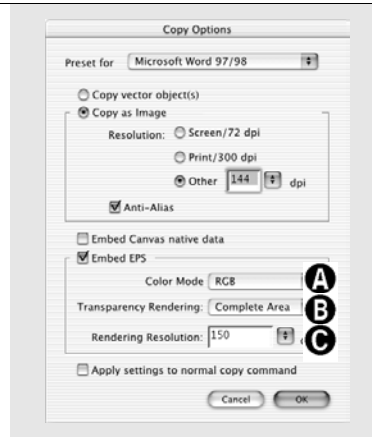 Copy Options
Preset for Microsoft Word 97/98
Copy vector object(s)
Copy as Image
Resolution: Screen/72 dpi
Print/300 dpi
Other 144 dpi
Anti-Alias
Embed Canvas native data
Embed EPS
Color Mode RGB A
Transparency Rendering: Complete Area B
Rendering Resolution: 150 C
Apply settings to normal copy command
Cancel OK